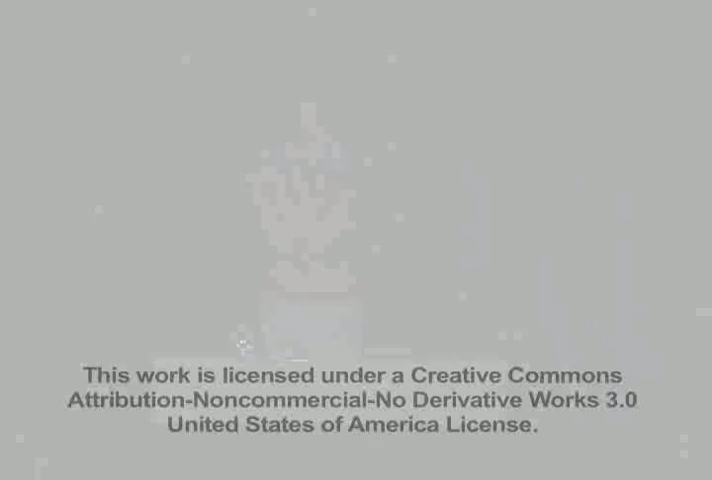 This work is licensed under a Creative Commons
Attribution-Noncommercial-No Derivative Works 3.0
United States of America License.